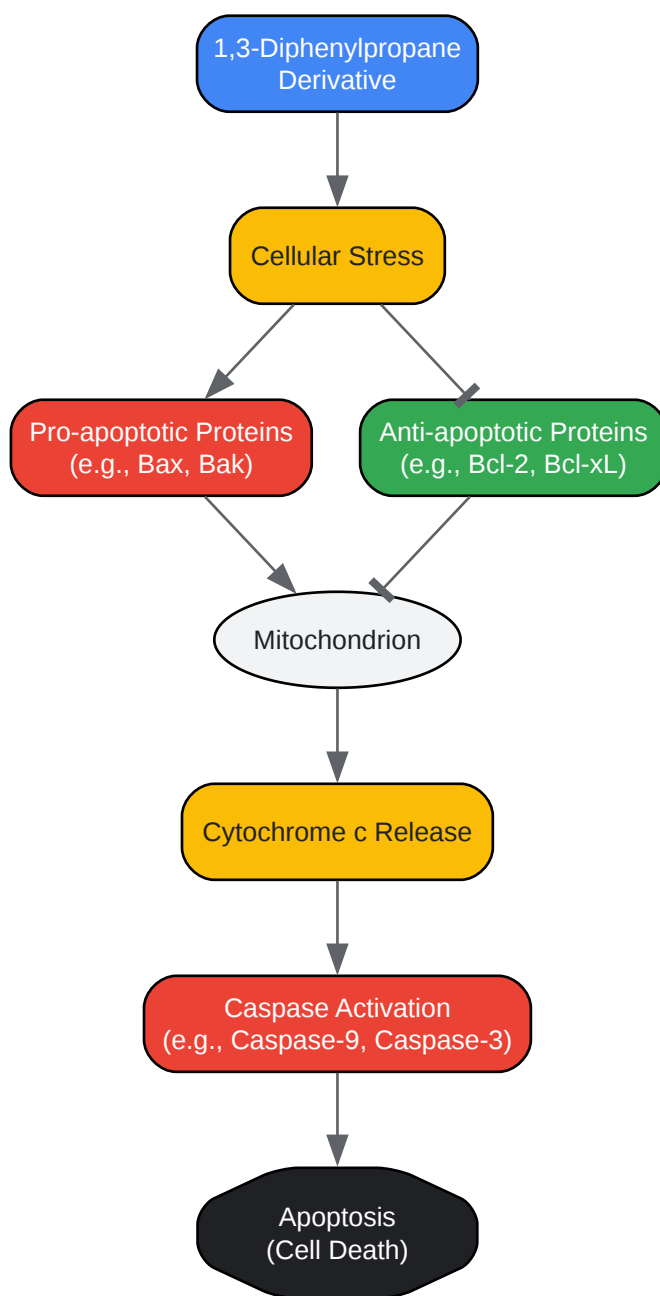 1,3-Diphenylpropane
Derivative
Cellular Stress
Pro-apoptotic Proteins
(e.g., Bax, Bak)
Anti-apoptotic Proteins
(e.g., Bcl-2, Bcl-xL)
Mitochondrion
Cytochrome c Release
Caspase Activation
(e.g., Caspase-9, Caspase-3)
Apoptosis
(Cell Death)